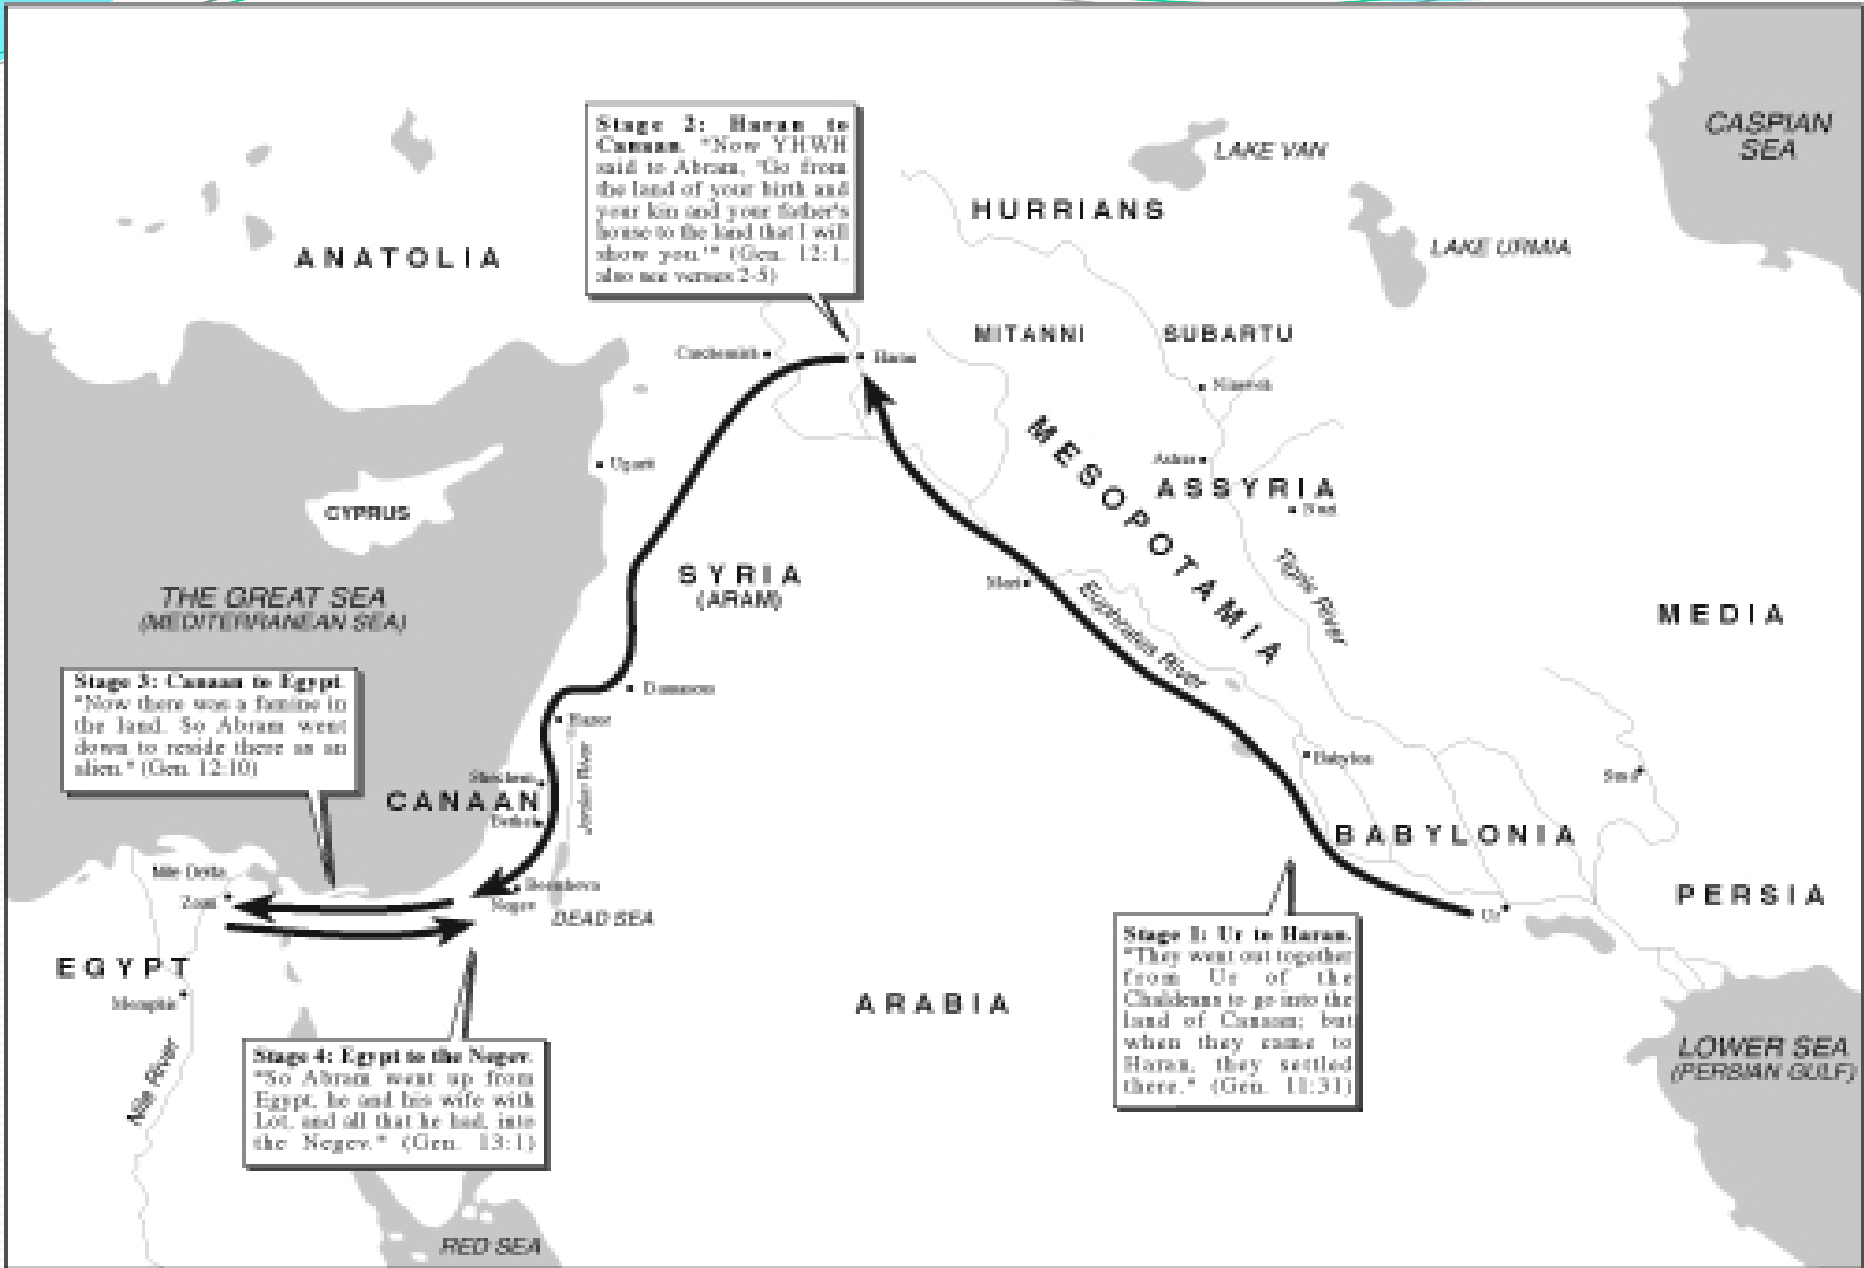 CASPIAN
SEA
LAKE VAN
LAKE URMIA
HURRIANS
ANATOLIA
Stage 2: Haran to
Canaan. "Now YHWH
said to Abram, 'Go from
the land of your birth and
your kin and your father's
house to the land that I will
show you.'" (Gen. 12:1,
also see verses 2-5)
MITANNI
SUBARTU
Carchemish
Haran
Nineveh
MESOPOTAMIA
Ashur
ASSYRIA
Nuzi
Ugarit
CYPRUS
SYRIA
(ARAM)
Mari
Euphrates River
Tigris River
THE GREAT SEA
(MEDITERRANEAN SEA)
MEDIA
Stage 3: Canaan to Egypt.
"Now there was a famine in
the land. So Abram went
down to reside there as an
alien." (Gen. 12:10)
Damascus
Hazor
Jordan River
Shechem
CANAAN
Bethel
Babylon
Susa
BABYLONIA
Nile Delta
Zoan
Beersheva
Negev
DEAD SEA
Ur
PERSIA
EGYPT
Memphis
Nile River
ARABIA
Stage 1: Ur to Haran.
"They went out together
from Ur of the
Chaldeans to go into the
land of Canaan; but
when they came to
Haran, they settled
there." (Gen. 11:31)
Stage 4: Egypt to the Negev.
"So Abram went up from
Egypt, he and his wife with
Lot, and all that he had, into
the Negev." (Gen. 13:1)
LOWER SEA
(PERSIAN GULF)
RED SEA